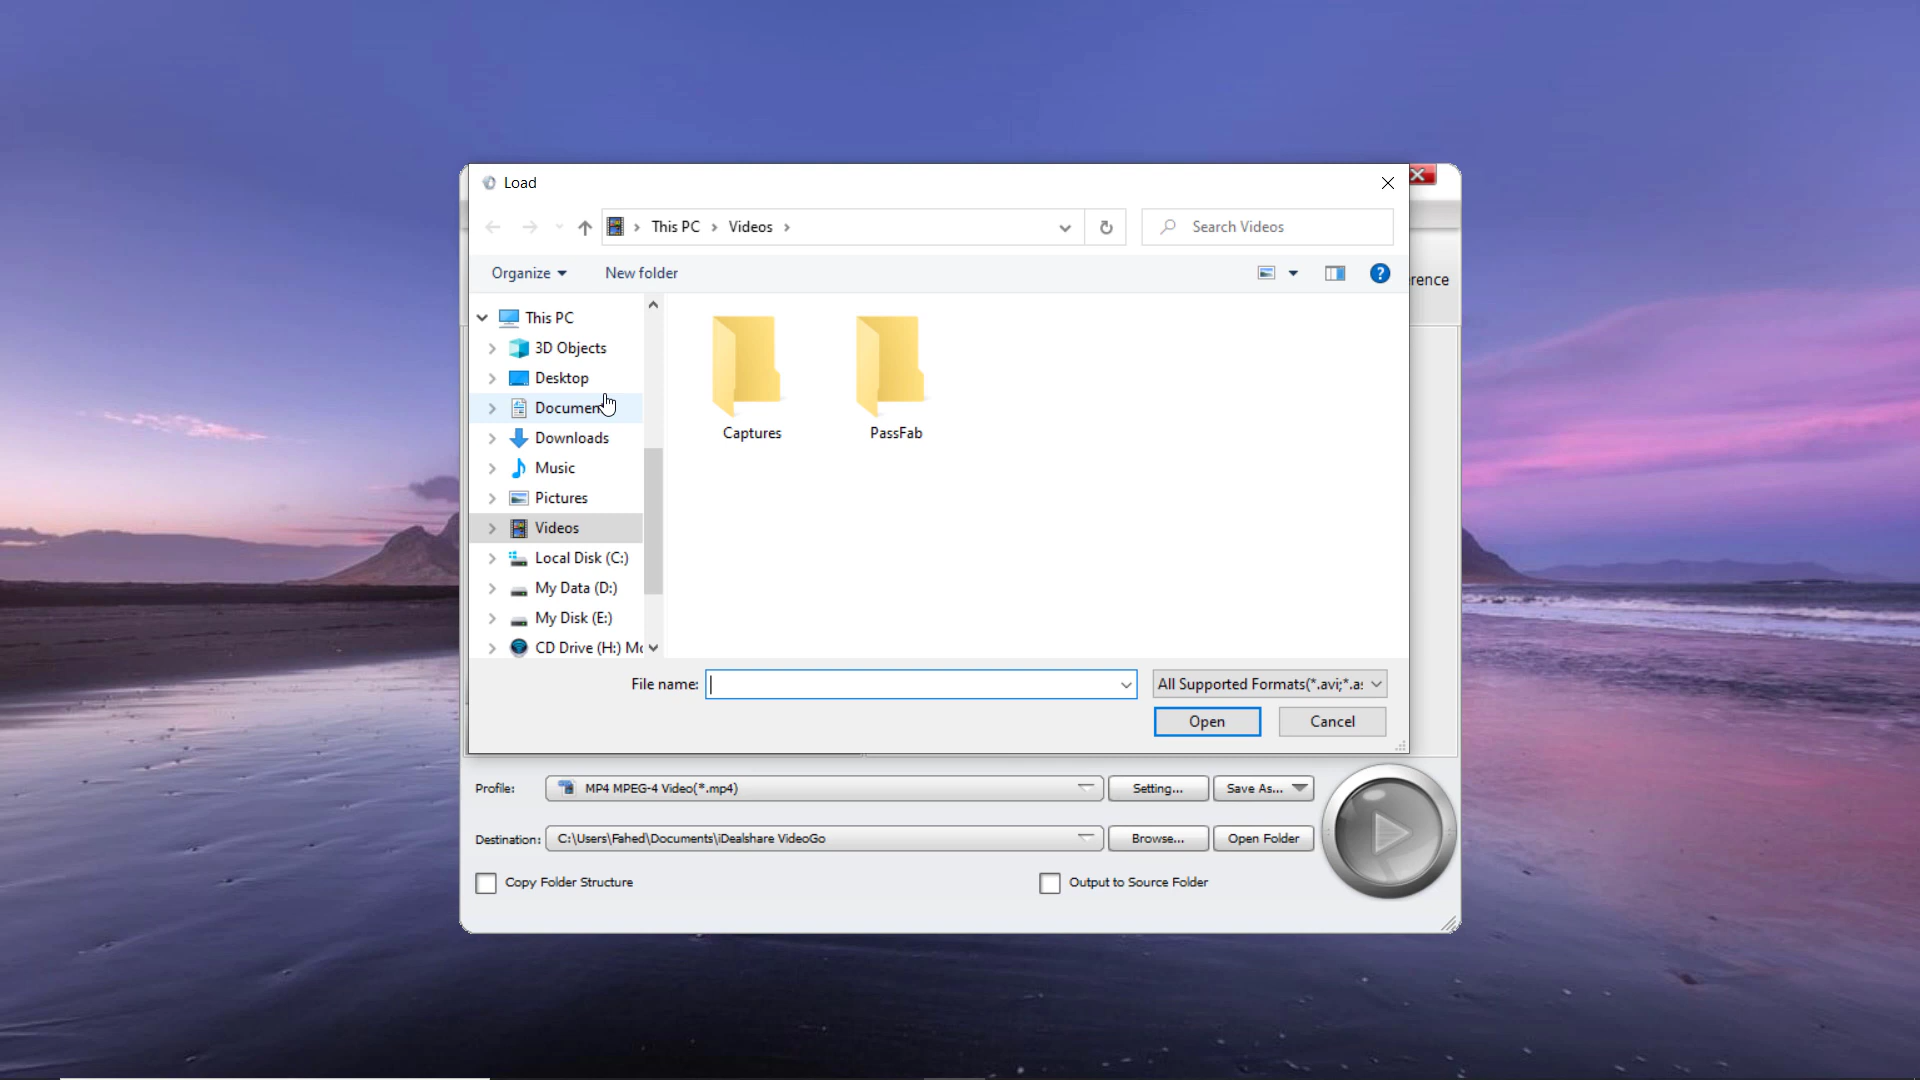 Load
This PC
Videos
Search Videos
Organize
New folder
?
rence
This PC
3D Objects
Desktop
Documen
Downloads
Music
Pictures
Videos
Local Disk (C:)
My Data (D:)
My Disk (E:)
CD Drive (H:) Mc
Captures
PassFab
File name:
All Supported Formats(*.avi;*.a
Open
Cancel
Profile:
MP4 MPEG-4 Video(*.mp4)
Setting...
Save As...
Destination:
C:\Users\Fahed\Documents\iDealshare VideoGo
Browse...
Open Folder
Copy Folder Structure
Output to Source Folder